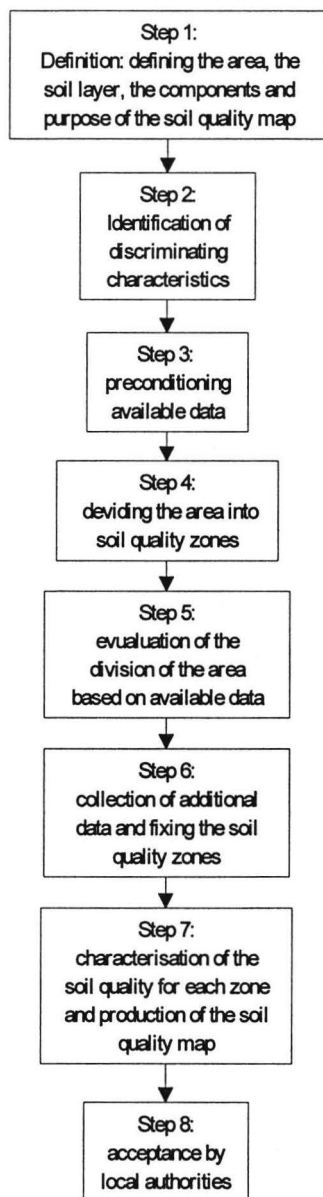 Step 1:
Definition: defining the area, the
soil layer, the components and
purpose of the soil quality map
Step 2:
Identification of
discriminating
characteristics
Step 3:
preconditioning
available data
Step 4:
deviding the area into
soil quality zones
Step 5:
evualuation of the
division of the area
based on available data
Step 6:
collection of additional
data and fixing the soil
quality zones
Step 7:
characterisation of the
soil quality for each zone
and production of the soil
quality map
Step 8:
acceptance by
local authorities